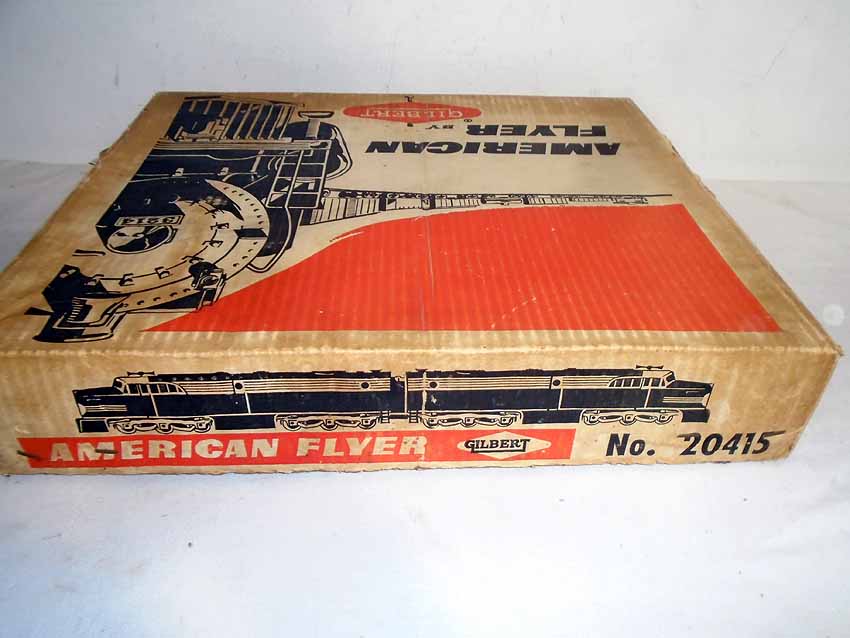 AMERICAN
FLYER BY
GILBERT ®
AMERICAN FLYER GILBERT No. 20415